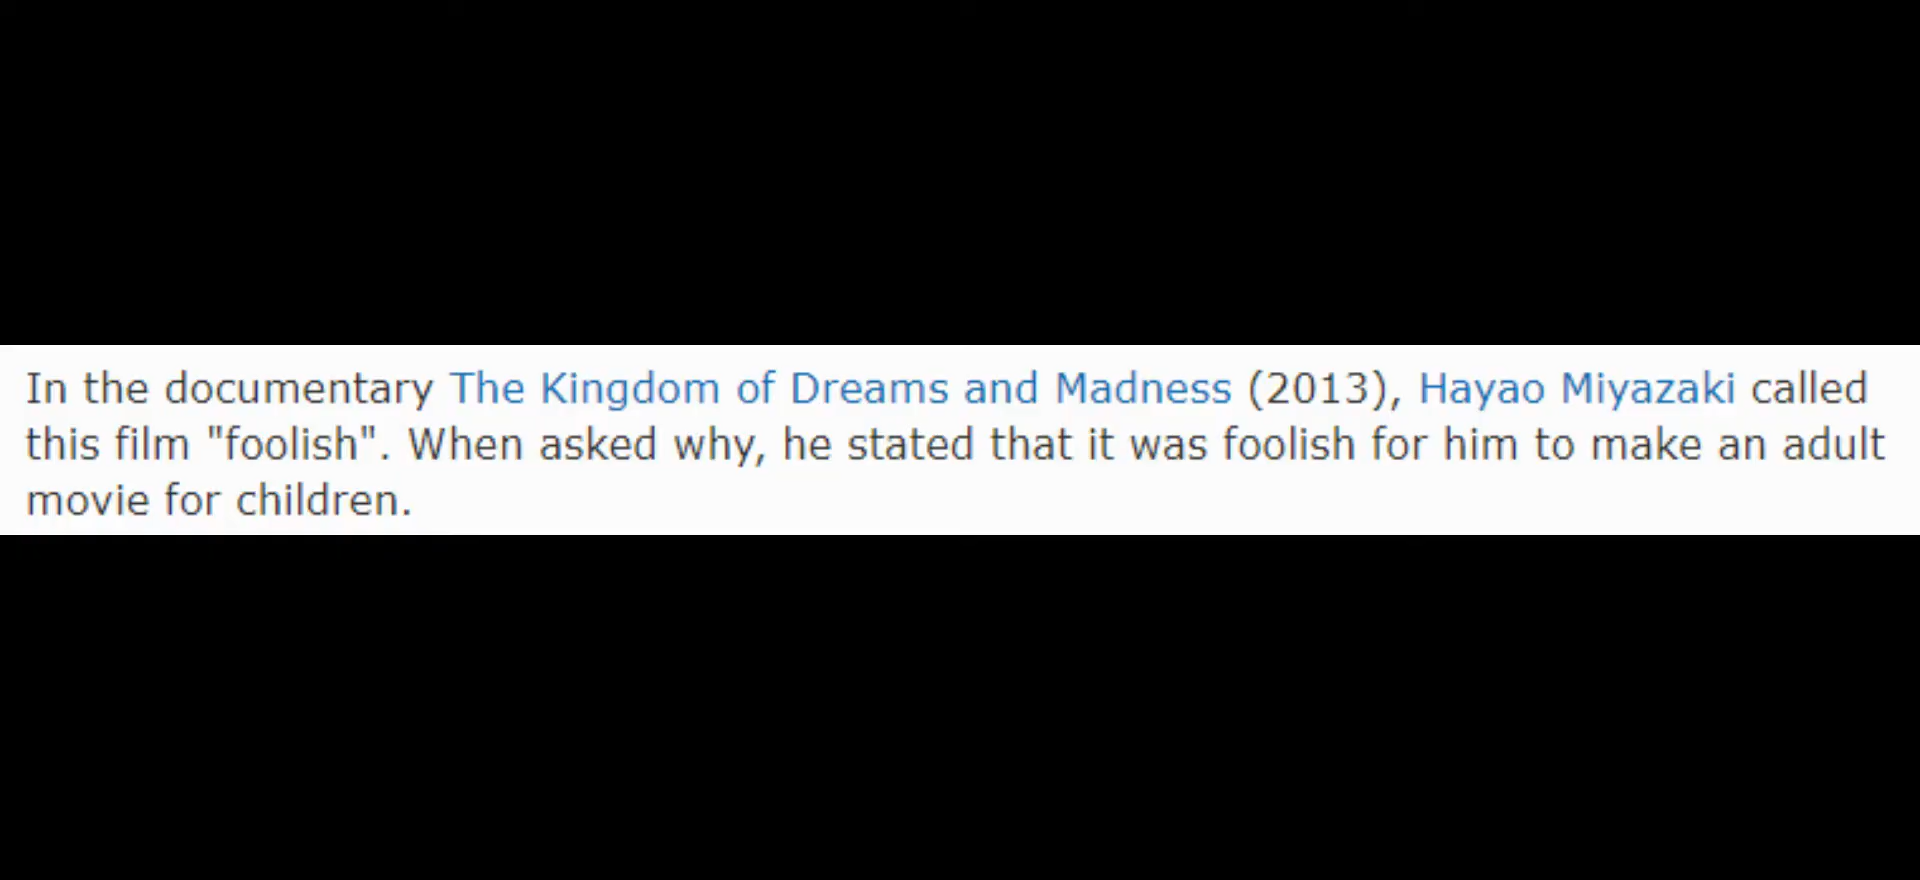 In the documentary The Kingdom of Dreams and Madness (2013), Hayao Miyazaki called
this film "foolish". When asked why, he stated that it was foolish for him to make an adult
movie for children.